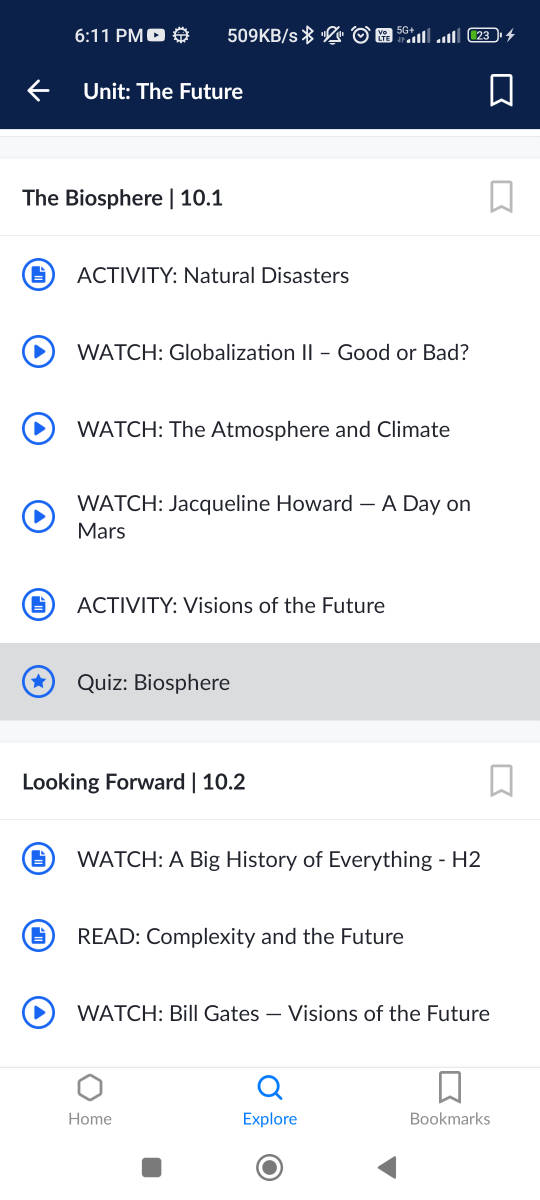 6:11 PM 509KB/s Vo LTE 5G+ 23
Unit: The Future
The Biosphere | 10.1
ACTIVITY: Natural Disasters
WATCH: Globalization II – Good or Bad?
WATCH: The Atmosphere and Climate
WATCH: Jacqueline Howard — A Day on
Mars
ACTIVITY: Visions of the Future
Quiz: Biosphere
Looking Forward | 10.2
WATCH: A Big History of Everything - H2
READ: Complexity and the Future
WATCH: Bill Gates — Visions of the Future
Home Explore Bookmarks